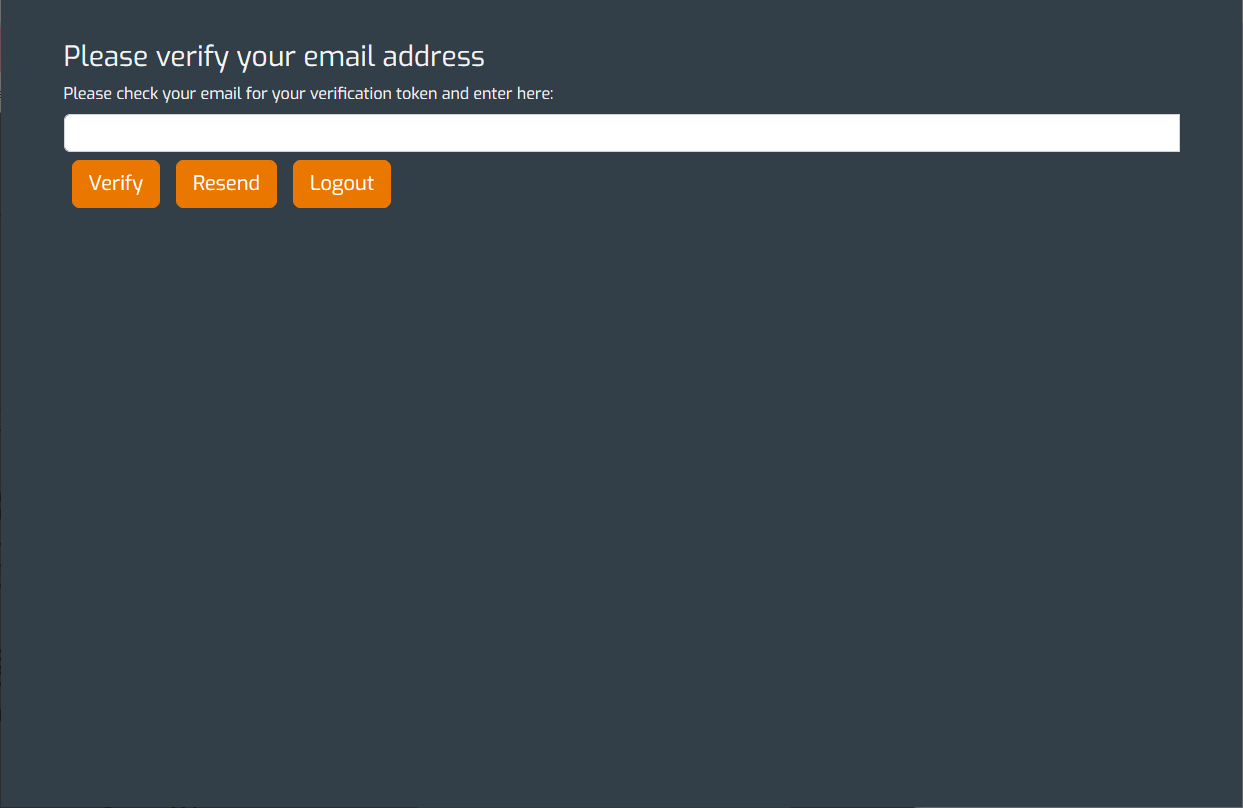 Please verify your email address
Please check your email for your verification token and enter here:
Verify Resend Logout